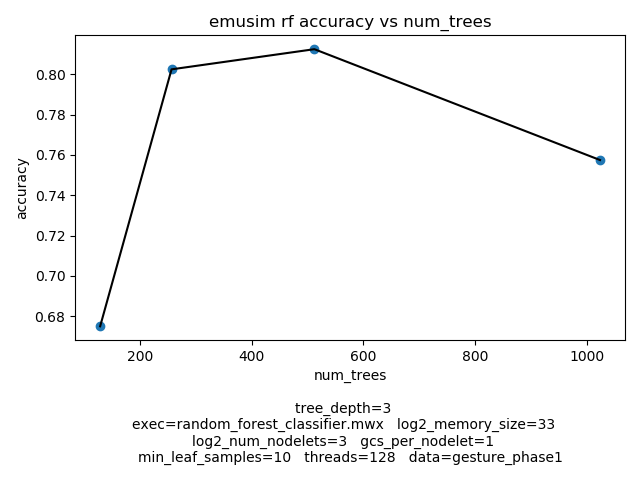 emusim rf accuracy vs num_trees
0.80
0.78
0.76
0.74
0.72
0.70
0.68
accuracy
200 400 600 800 1000
num_trees
tree_depth=3
exec=random_forest_classifier.mwx log2_memory_size=33
log2_num_nodelets=3 gcs_per_nodelet=1
min_leaf_samples=10 threads=128 data=gesture_phase1